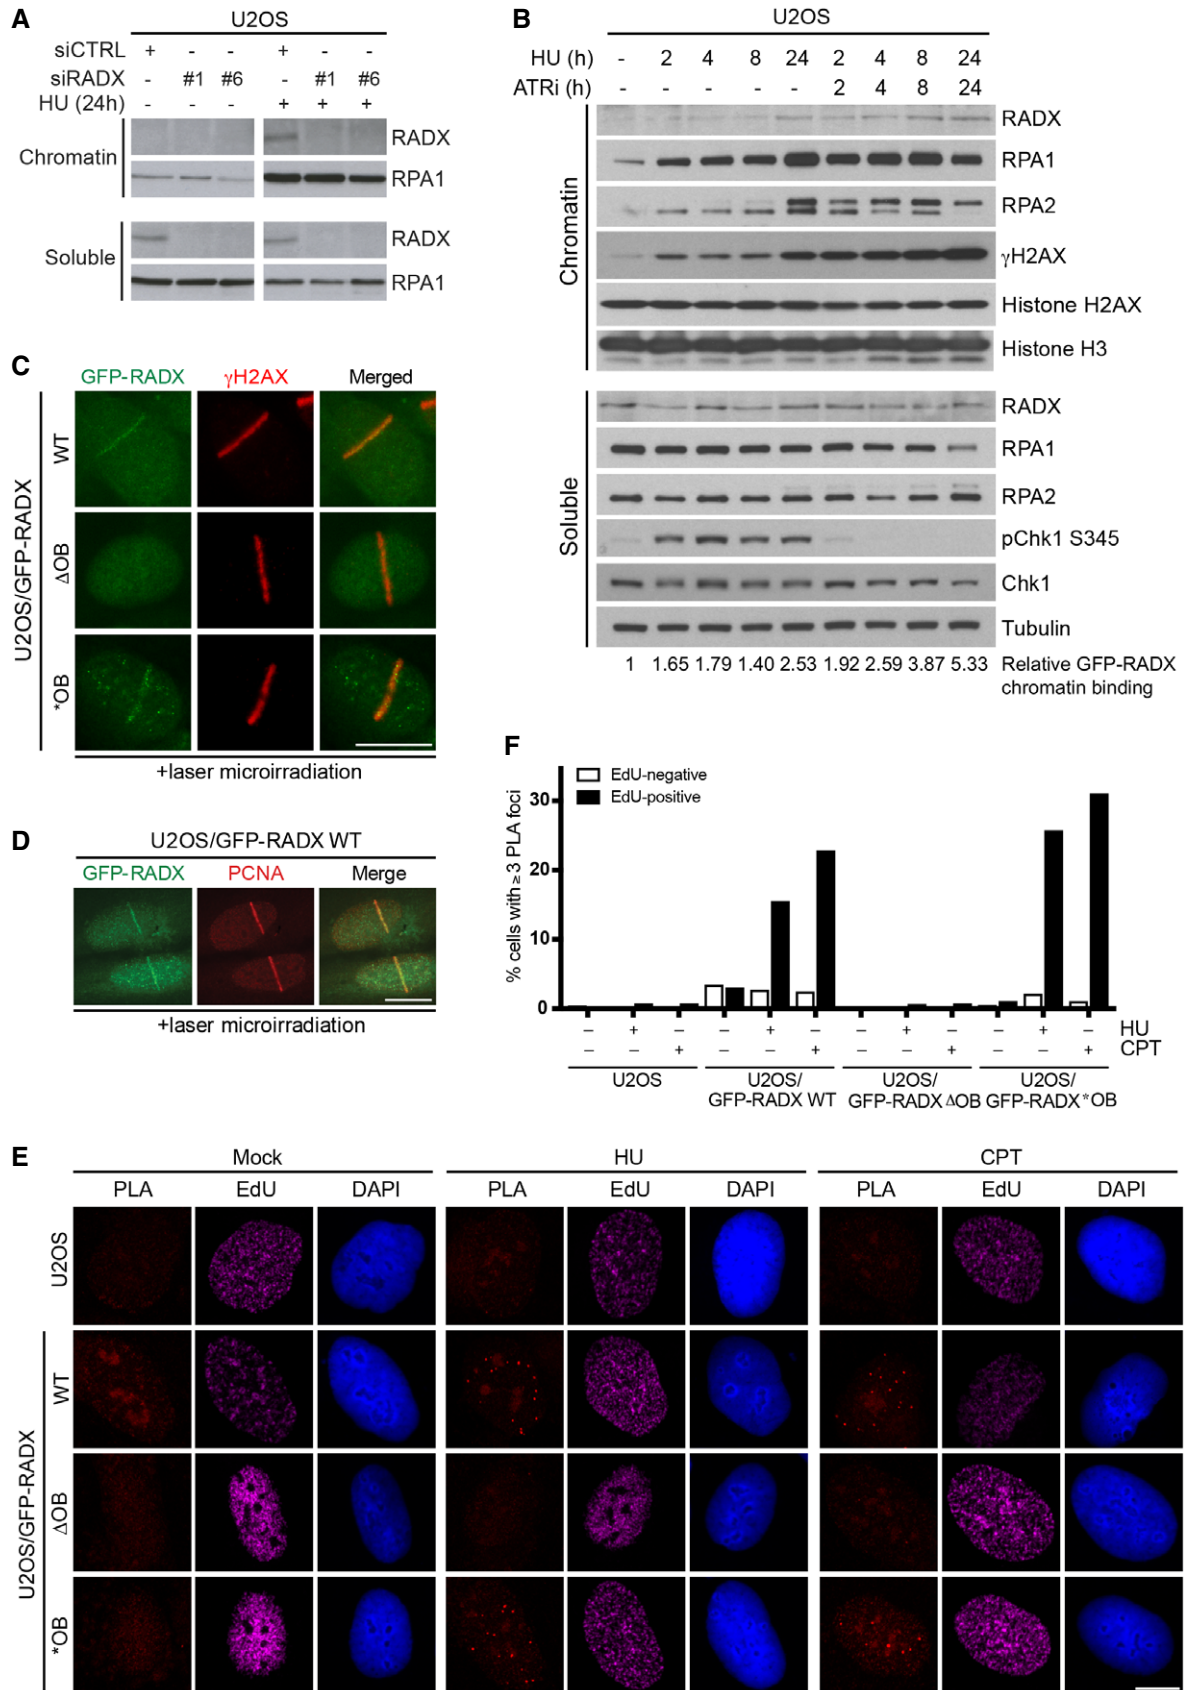 A
U2OS
siCTRL + - - + - -
siRADX - #1 #6 - #1 #6
HU (24h) - - - + + +
Chromatin
RADX
RPA1
Soluble
RADX
RPA1
B
U2OS
HU (h) - 2 4 8 24 2 4 8 24
ATRi (h) - - - - - 2 4 8 24
Chromatin
RADX
RPA1
RPA2
γH2AX
Histone H2AX
Histone H3
Soluble
RADX
RPA1
RPA2
pChk1 S345
Chk1
Tubulin
1 1.65 1.79 1.40 2.53 1.92 2.59 3.87 5.33 Relative GFP-RADX
chromatin binding
C
GFP-RADX γH2AX Merged
U2OS/GFP-RADX
WT
ΔOB
*OB
+laser microirradiation
D
U2OS/GFP-RADX WT
GFP-RADX PCNA Merge
+laser microirradiation
F
% cells with ≥ 3 PLA foci
EdU-negative
EdU-positive
30
20
10
0
– + – – + – – + – – + – HU
– – + – – + – – + – – + CPT
U2OS U2OS/ U2OS/ U2OS/
GFP-RADX WT GFP-RADX ΔOB GFP-RADX *OB
E
Mock HU CPT
PLA EdU DAPI PLA EdU DAPI PLA EdU DAPI
U2OS
U2OS/GFP-RADX
WT
ΔOB
*OB